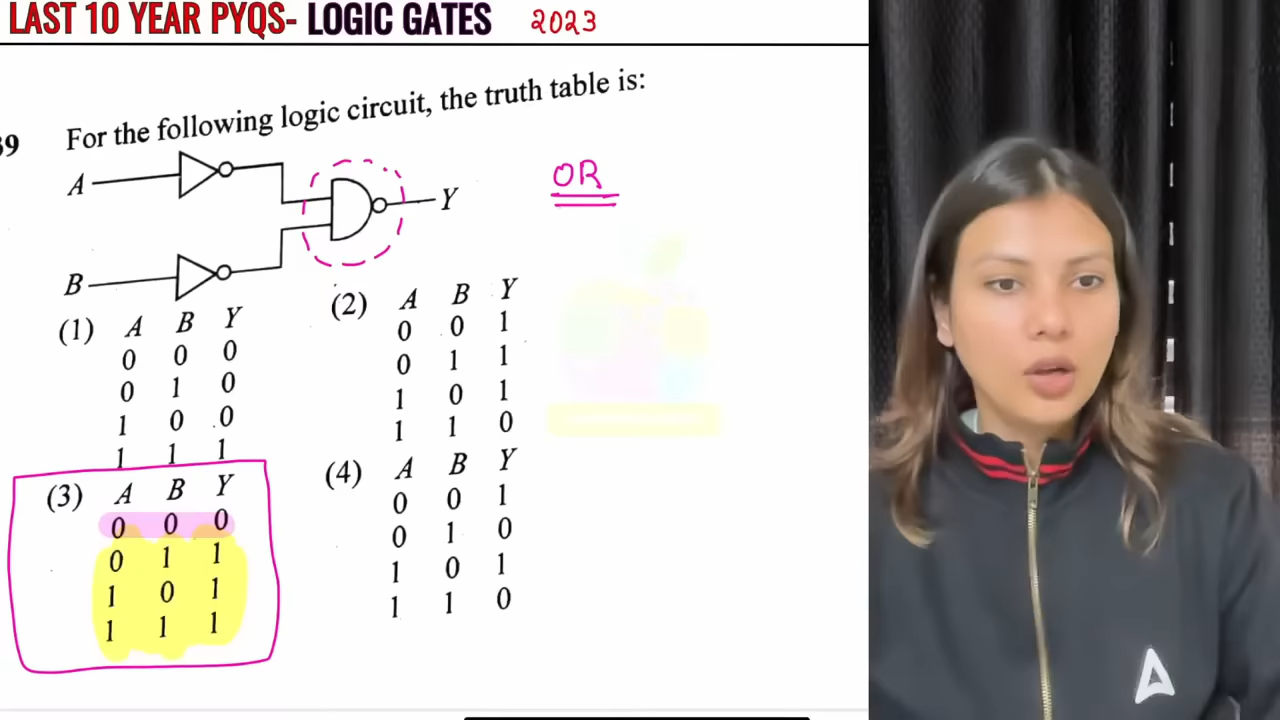 LAST 10 YEAR PYQS- LOGIC GATES 2023
39 For the following logic circuit, the truth table is:
A
Y
OR
B
(1) A B Y
0 0 0
0 1 0
1 0 0
1 1 1
(2) A B Y
0 0 1
0 1 1
1 0 1
1 1 0
(3) A B Y
0 0 0
0 1 1
1 0 1
1 1 1
(4) A B Y
0 0 1
0 1 0
1 0 1
1 1 0